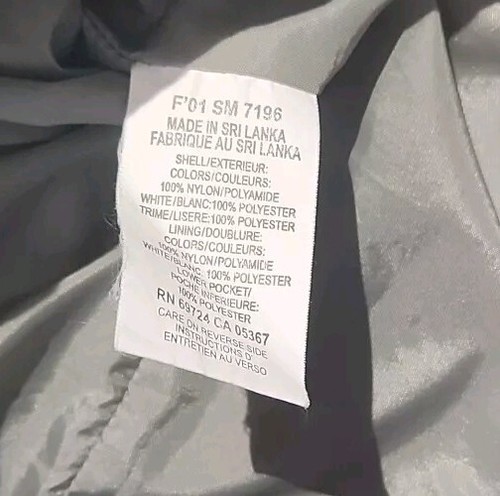 F'01 SM 7196
MADE IN SRI LANKA
FABRIQUE AU SRI LANKA
SHELL/EXTERIEUR:
COLORS/COULEURS:
100% NYLON/POLYAMIDE
WHITE/BLANC:100% POLYESTER
TRIME/LISERE:100% POLYESTER
LINING/DOUBLURE:
COLORS/COULEURS:
100% NYLON/POLYAMIDE
WHITE/BLANC: 100% POLYESTER
LOWER POCKET/
POCHE INFERIEURE:
100% POLYESTER
RN 69724 CA 05367
CARE ON REVERSE SIDE
INSTRUCTIONS D'
ENTRETIEN AU VERSO